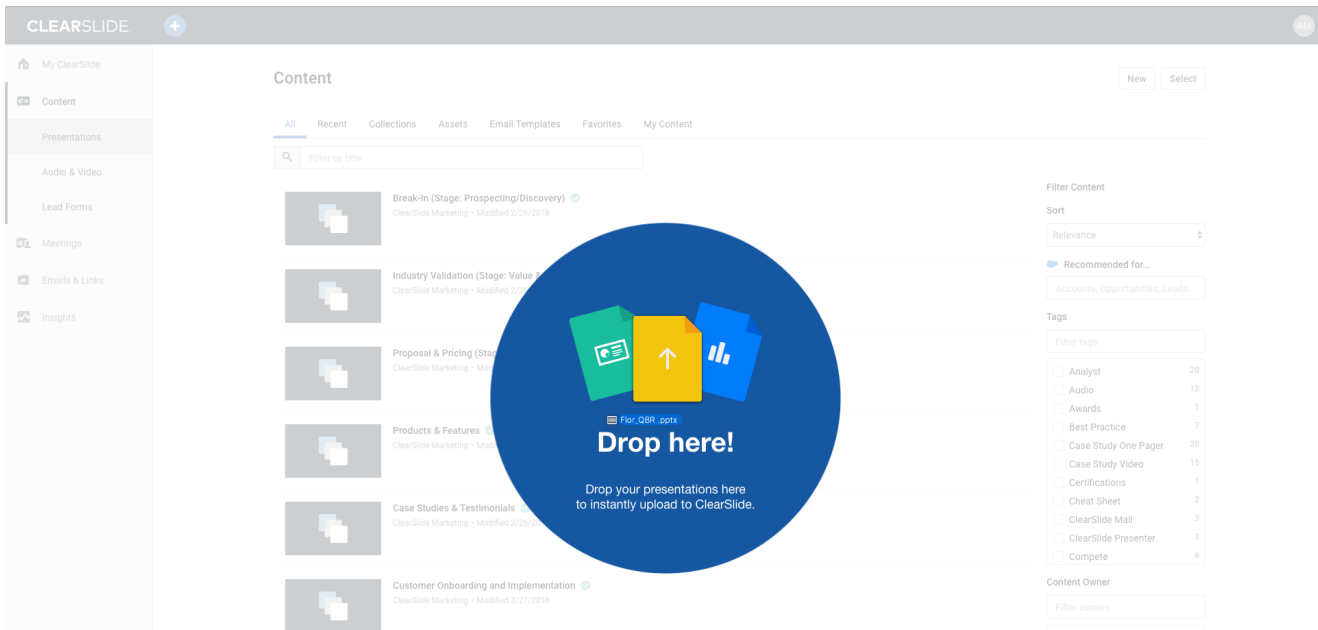 CLEARSLIDE.
AM
My ClearSlide
Content
Presentations
Audio & Video
Lead Forms
Meetings
Emails & Links
Insights
Content
New
Select
All Recent Collections Assets Email Templates Favorites My Content
Filter by title
Break-In (Stage: Prospecting/Discovery)
ClearSlide Marketing • Modified 2/26/2018
Industry Validation (Stage: Value &
ClearSlide Marketing • Modified 2/2
Proposal & Pricing (Stag
ClearSlide Marketing • Mod
Products & Features
ClearSlide Marketing • Mod
Case Studies & Testimonials
ClearSlide Marketing • Modified 2/26/20
Customer Onboarding and Implementation
ClearSlide Marketing • Modified 3/27/2018
Flor_QBR .pptx
Drop here!
Drop your presentations here
to instantly upload to ClearSlide.
Filter Content
Sort
Relevance
Recommended for...
Accounts, Opportunities, Leads
Tags
Filter tags
Analyst 20
Audio 12
Awards 1
Best Practice 7
Case Study One Pager 20
Case Study Video 15
Certifications 1
Cheat Sheet 2
ClearSlide Mail 3
ClearSlide Presenter 3
Compete 6
Content Owner
Filter owners